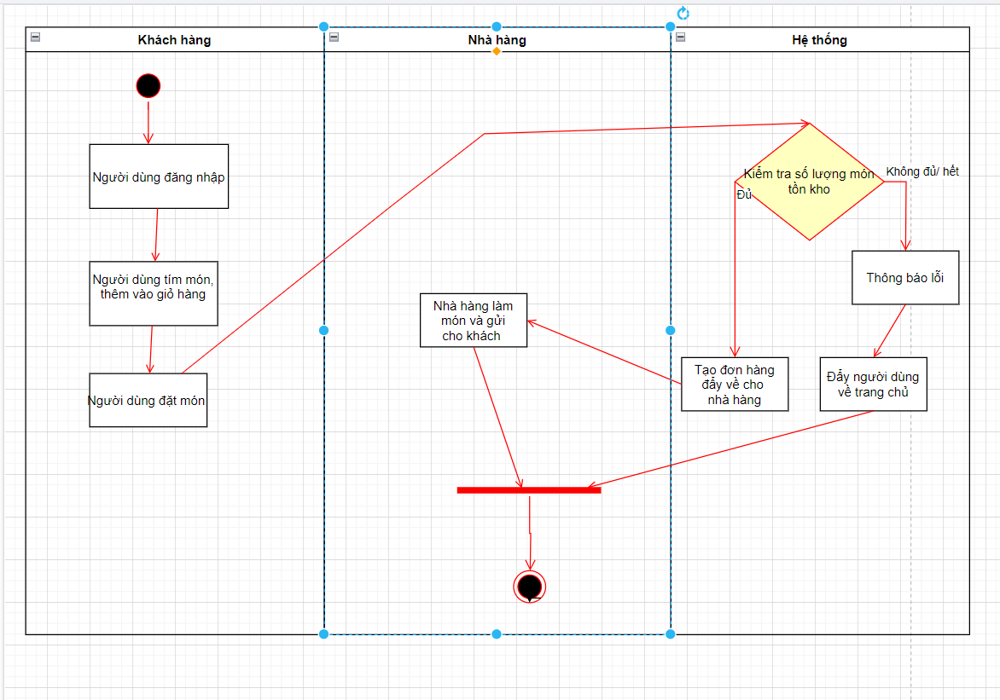 Khách hàng
Nhà hàng
Hệ thống
Người dùng đăng nhập
Người dùng tím món,
thêm vào giỏ hàng
Người dùng đặt món
Kiểm tra số lượng món
tồn kho
Không đủ/ hết
Đủ
Thông báo lỗi
Nhà hàng làm
món và gửi
cho khách
Tạo đơn hàng
đẩy về cho
nhà hàng
Đẩy người dùng
về trang chủ